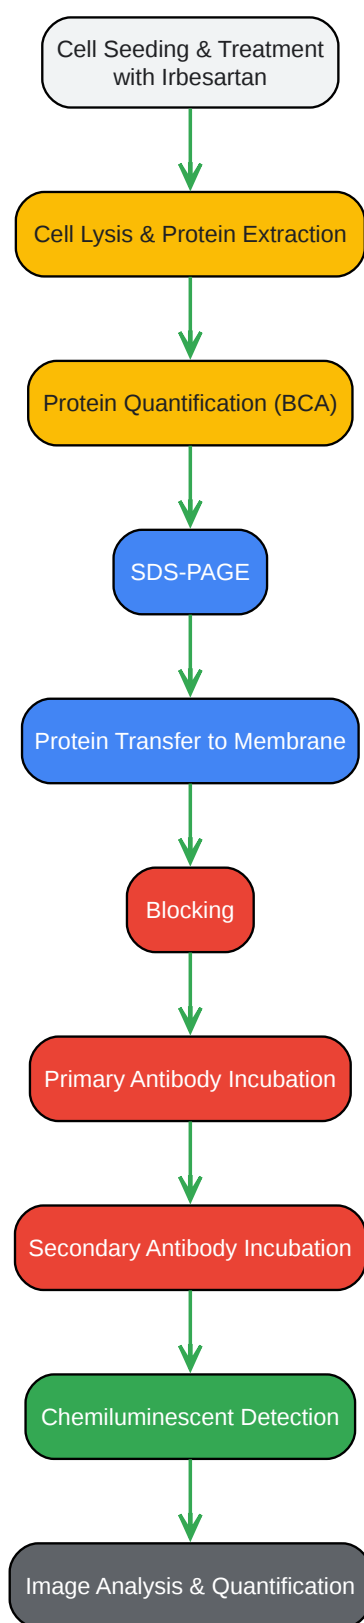 Cell Seeding & Treatment
with Irbesartan
Cell Lysis & Protein Extraction
Protein Quantification (BCA)
SDS-PAGE
Protein Transfer to Membrane
Blocking
Primary Antibody Incubation
Secondary Antibody Incubation
Chemiluminescent Detection
Image Analysis & Quantification